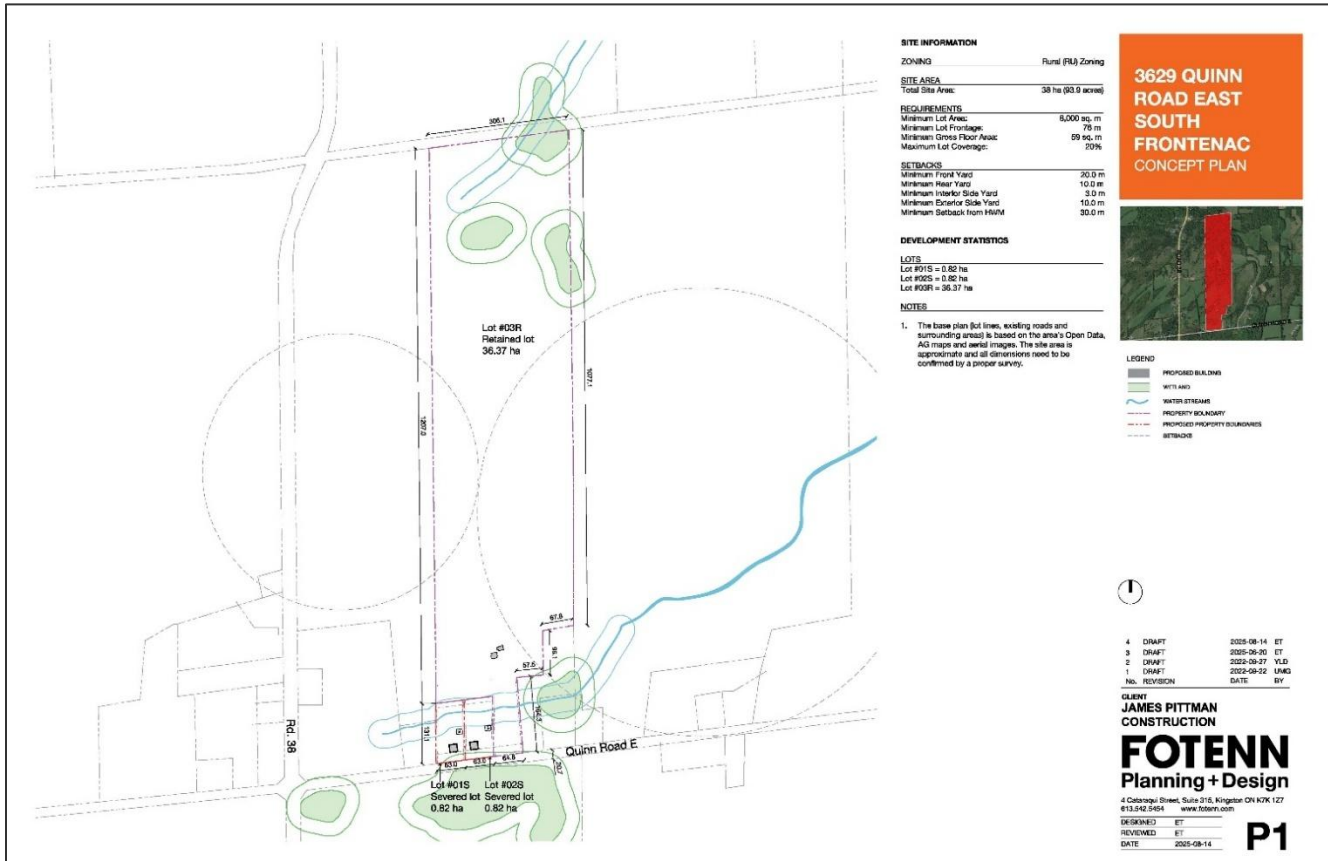 SITE INFORMATION
ZONING Rural (RU) Zoning
SITE AREA
Total Site Area: 38 ha (93.9 acres)
REQUIREMENTS
Minimum Lot Area: 8,000 sq. m
Minimum Lot Frontage: 76 m
Minimum Gross Floor Area: 59 sq. m
Maximum Lot Coverage: 20%
SETBACKS
Minimum Front Yard 20.0 m
Minimum Rear Yard 10.0 m
Minimum Interior Side Yard 3.0 m
Minimum Exterior Side Yard 10.0 m
Minimum Setback from HWM 30.0 m
DEVELOPMENT STATISTICS
LOTS
Lot #01S = 0.82 ha
Lot #02S = 0.82 ha
Lot #03R = 36.37 ha
NOTES
1. The base plan (lot lines, existing roads and
surrounding areas) is based on the area's Open Data,
AG maps and aerial images. The site area is
approximate and all dimensions need to be
confirmed by a proper survey.
3629 QUINN
ROAD EAST
SOUTH
FRONTENAC
CONCEPT PLAN
LEGEND
PROPOSED BUILDING
WETLAND
WATER STREAMS
PROPERTY BOUNDARY
PROPOSED PROPERTY BOUNDARIES
SETBACKS
306.1
Lot #03R
Retained lot
36.37 ha
1077.1
1207.0
67.8
96.1
57.5
131.1
63.0
63.0
64.8
Rd. 38
Quinn Road E
Lot #01S
Severed lot
0.82 ha
Lot #02S
Severed lot
0.82 ha
4 DRAFT 2025-08-14 ET
3 DRAFT 2025-06-20 ET
2 DRAFT 2022-09-27 YLD
1 DRAFT 2022-09-22 UMG
No. REVISION DATE BY
CLIENT
JAMES PITTMAN
CONSTRUCTION
FOTENN
Planning + Design
4 Cataraqui Street, Suite 315, Kingston ON K7K 1Z7
613.542.5454 www.fotenn.com
DESIGNED ET
REVIEWED ET
DATE 2025-08-14
P1